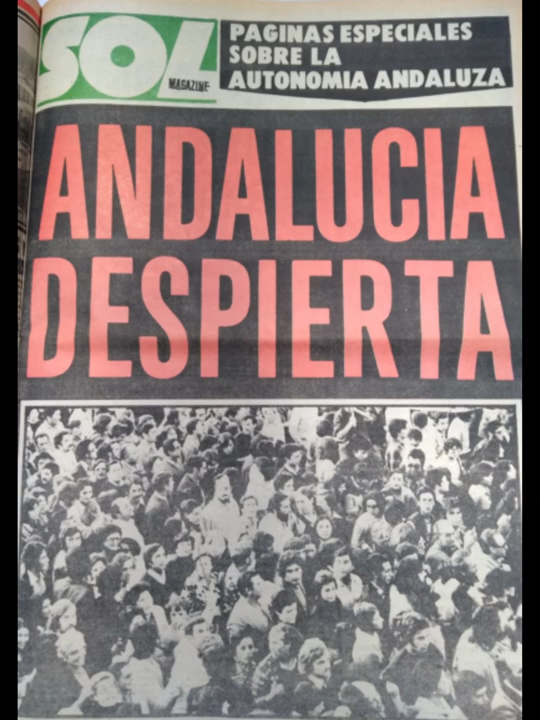 SOL
MAGAZINE
PAGINAS ESPECIALES
SOBRE LA
AUTONOMIA ANDALUZA
ANDALUCIA
DESPIERTA